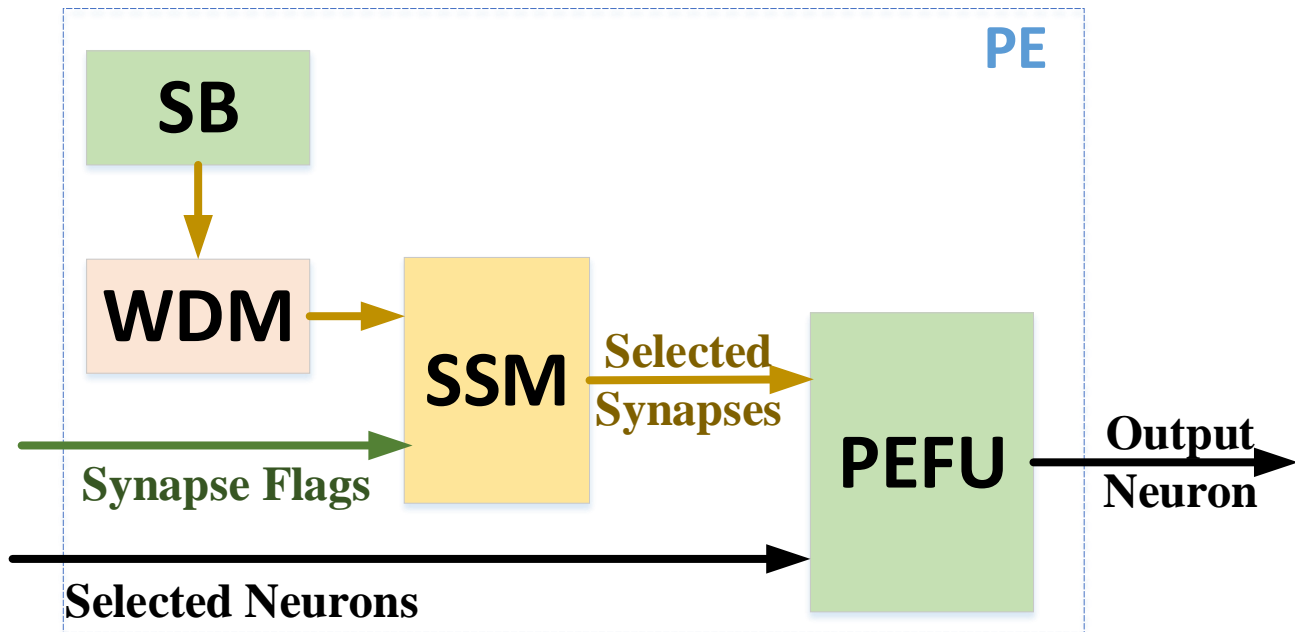 PE
SB
WDM
SSM
Selected
Synapses
Synapse Flags
PEFU
Output
Neuron
Selected Neurons